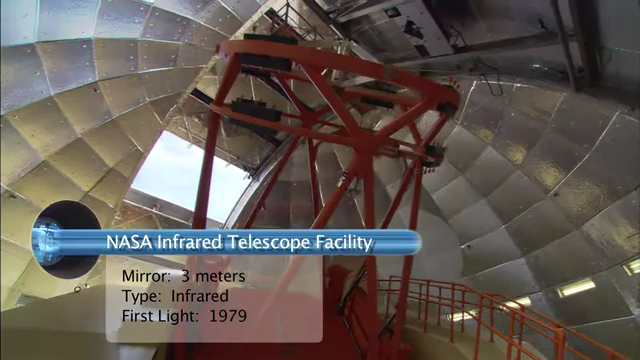 NASA Infrared Telescope Facility
Mirror: 3 meters
Type: Infrared
First Light: 1979